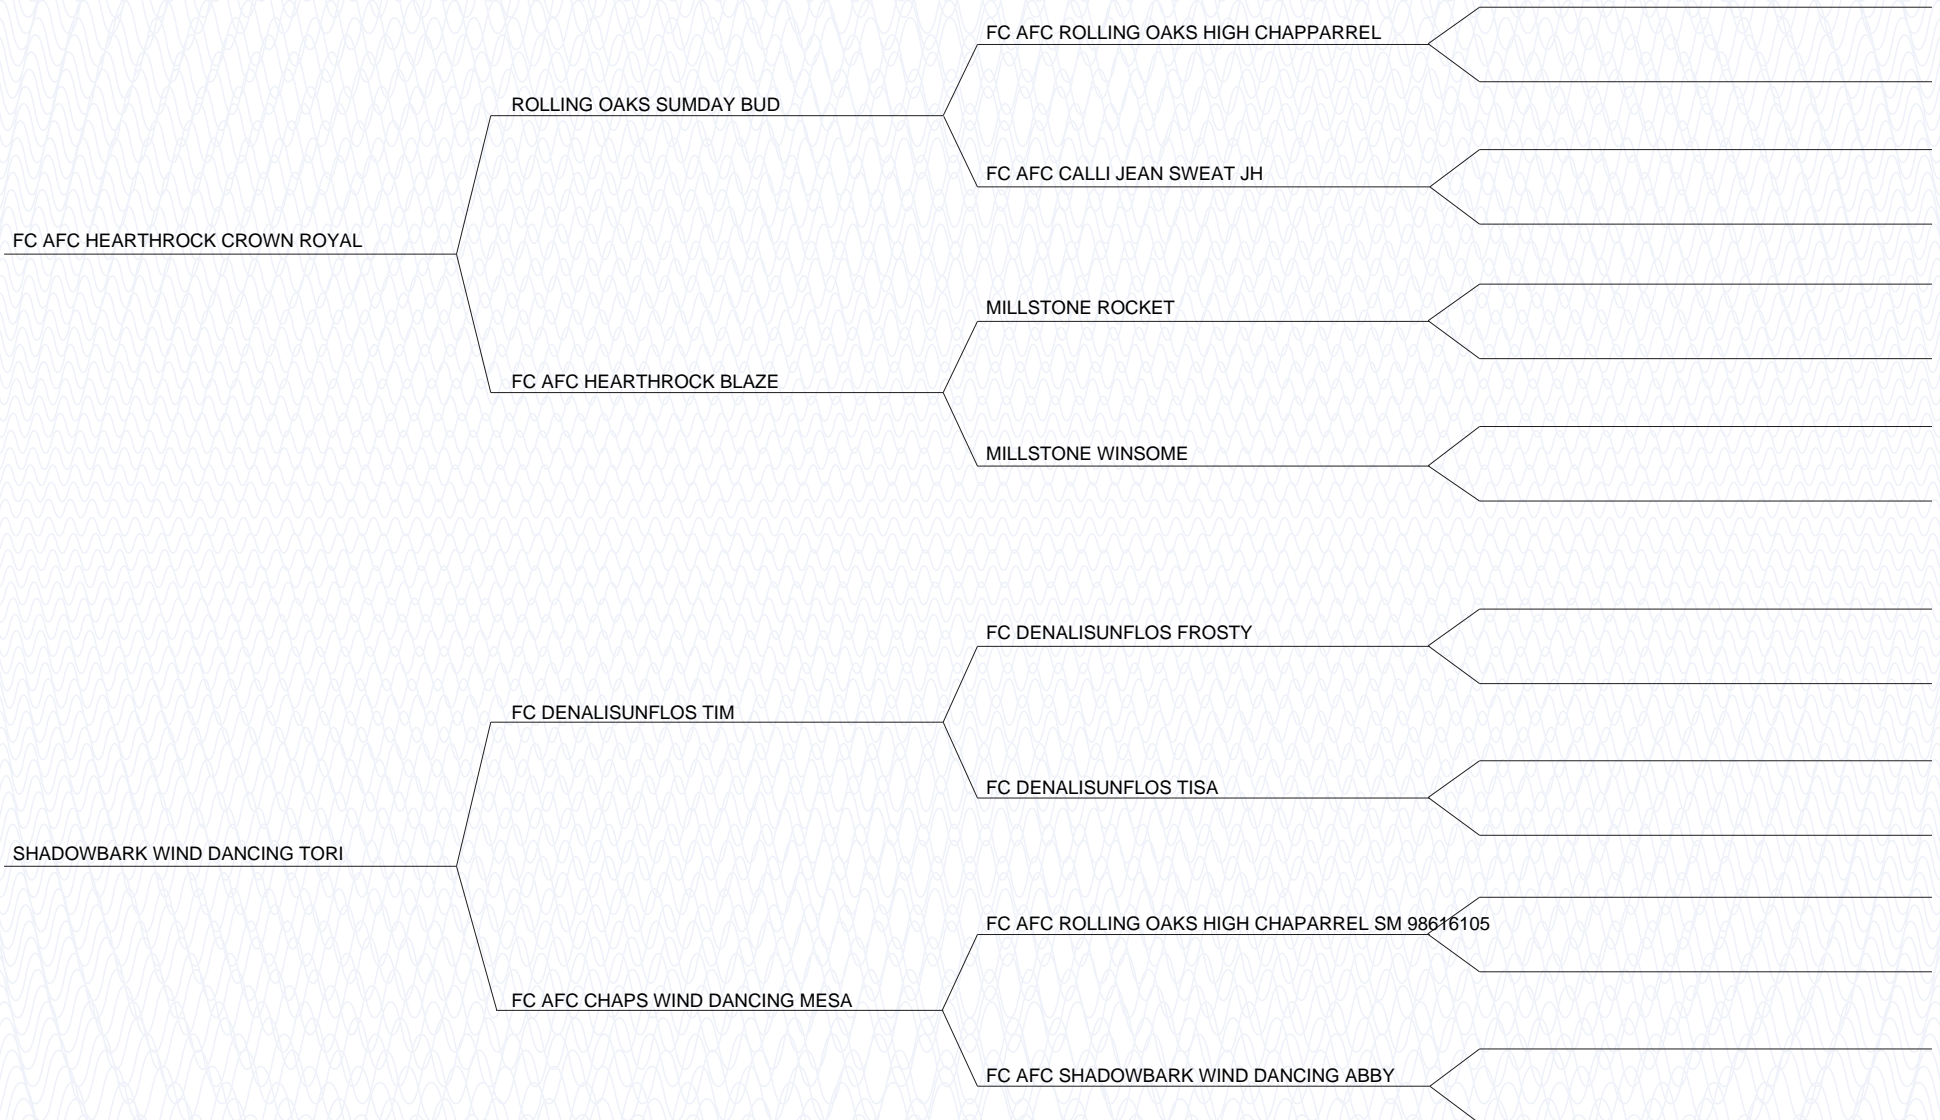 FC AFC ROLLING OAKS HIGH CHAPPARREL
ROLLING OAKS SUMDAY BUD
FC AFC CALLI JEAN SWEAT JH
FC AFC HEARTHROCK CROWN ROYAL
MILLSTONE ROCKET
FC AFC HEARTHROCK BLAZE
MILLSTONE WINSOME
FC DENALISUNFLOS FROSTY
FC DENALISUNFLOS TIM
FC DENALISUNFLOS TISA
SHADOWBARK WIND DANCING TORI
FC AFC ROLLING OAKS HIGH CHAPARREL SM 98616105
FC AFC CHAPS WIND DANCING MESA
FC AFC SHADOWBARK WIND DANCING ABBY